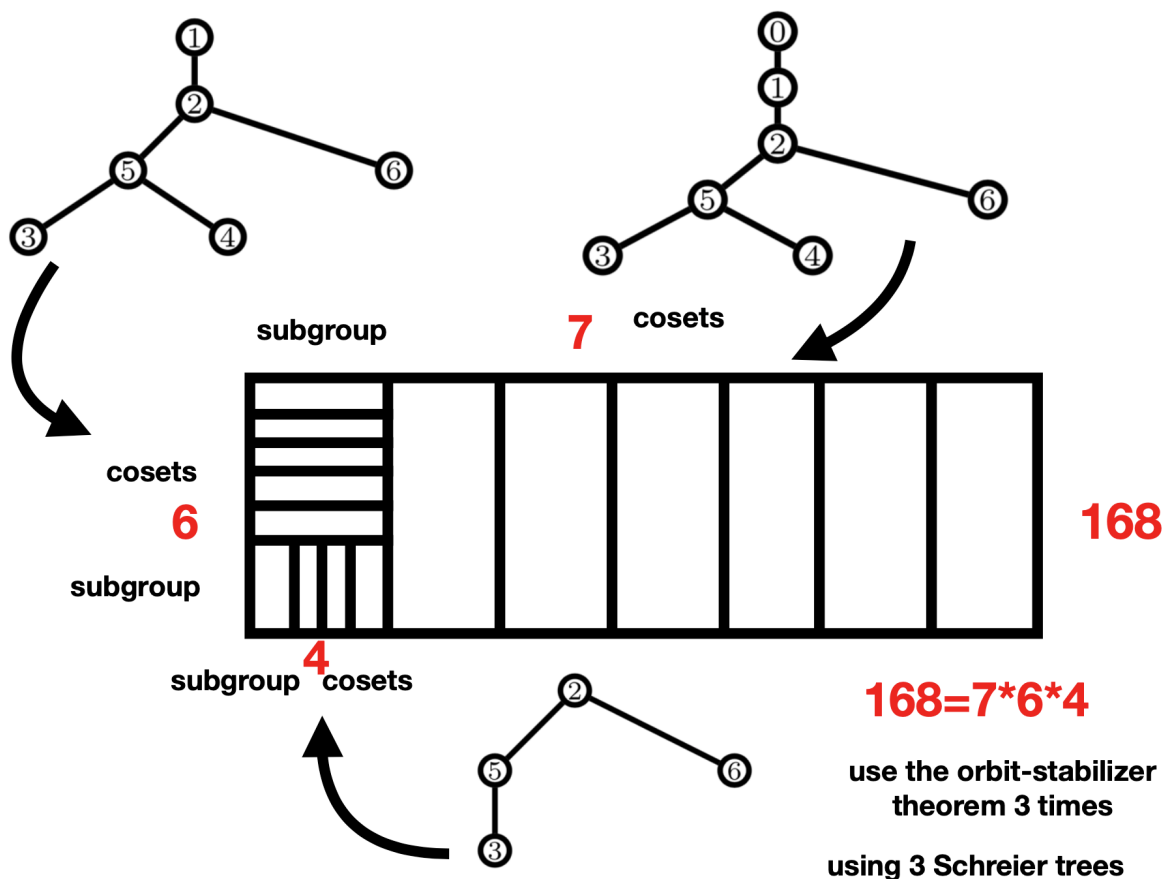 1
2
5
6
3
4
0
1
2
5
6
3
4
subgroup
7
cosets
cosets
6
subgroup
168
4
subgroup cosets
168=7*6*4
2
5
6
3
use the orbit-stabilizer
theorem 3 times
using 3 Schreier trees